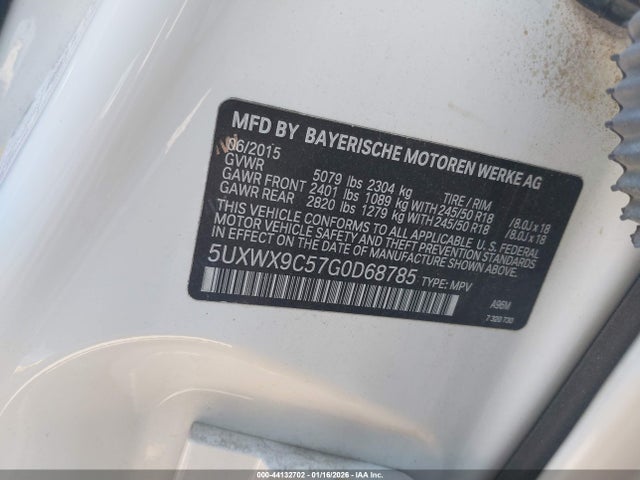 MFD BY BAYERISCHE MOTOREN WERKE AG
06/2015
GVWR 5079 lbs 2304 kg TIRE / RIM
GAWR FRONT 2401 lbs 1089 kg WITH 245/50 R18 /8.0J x 18
GAWR REAR 2820 lbs 1279 kg WITH 245/50 R18 /8.0J x 18
THIS VEHICLE CONFORMS TO ALL APPLICABLE U.S. FEDERAL
MOTOR VEHICLE SAFETY AND THEFT PREVENTION STANDARDS
IN EFFECT ON THE DATE OF MANUFACTURE SHOWN ABOVE.
5UXWX9C57G0D68785 TYPE: MPV
A96M
7 320 730
© - 44132702 - 01/16/2026 - IAA Holdings, LLC